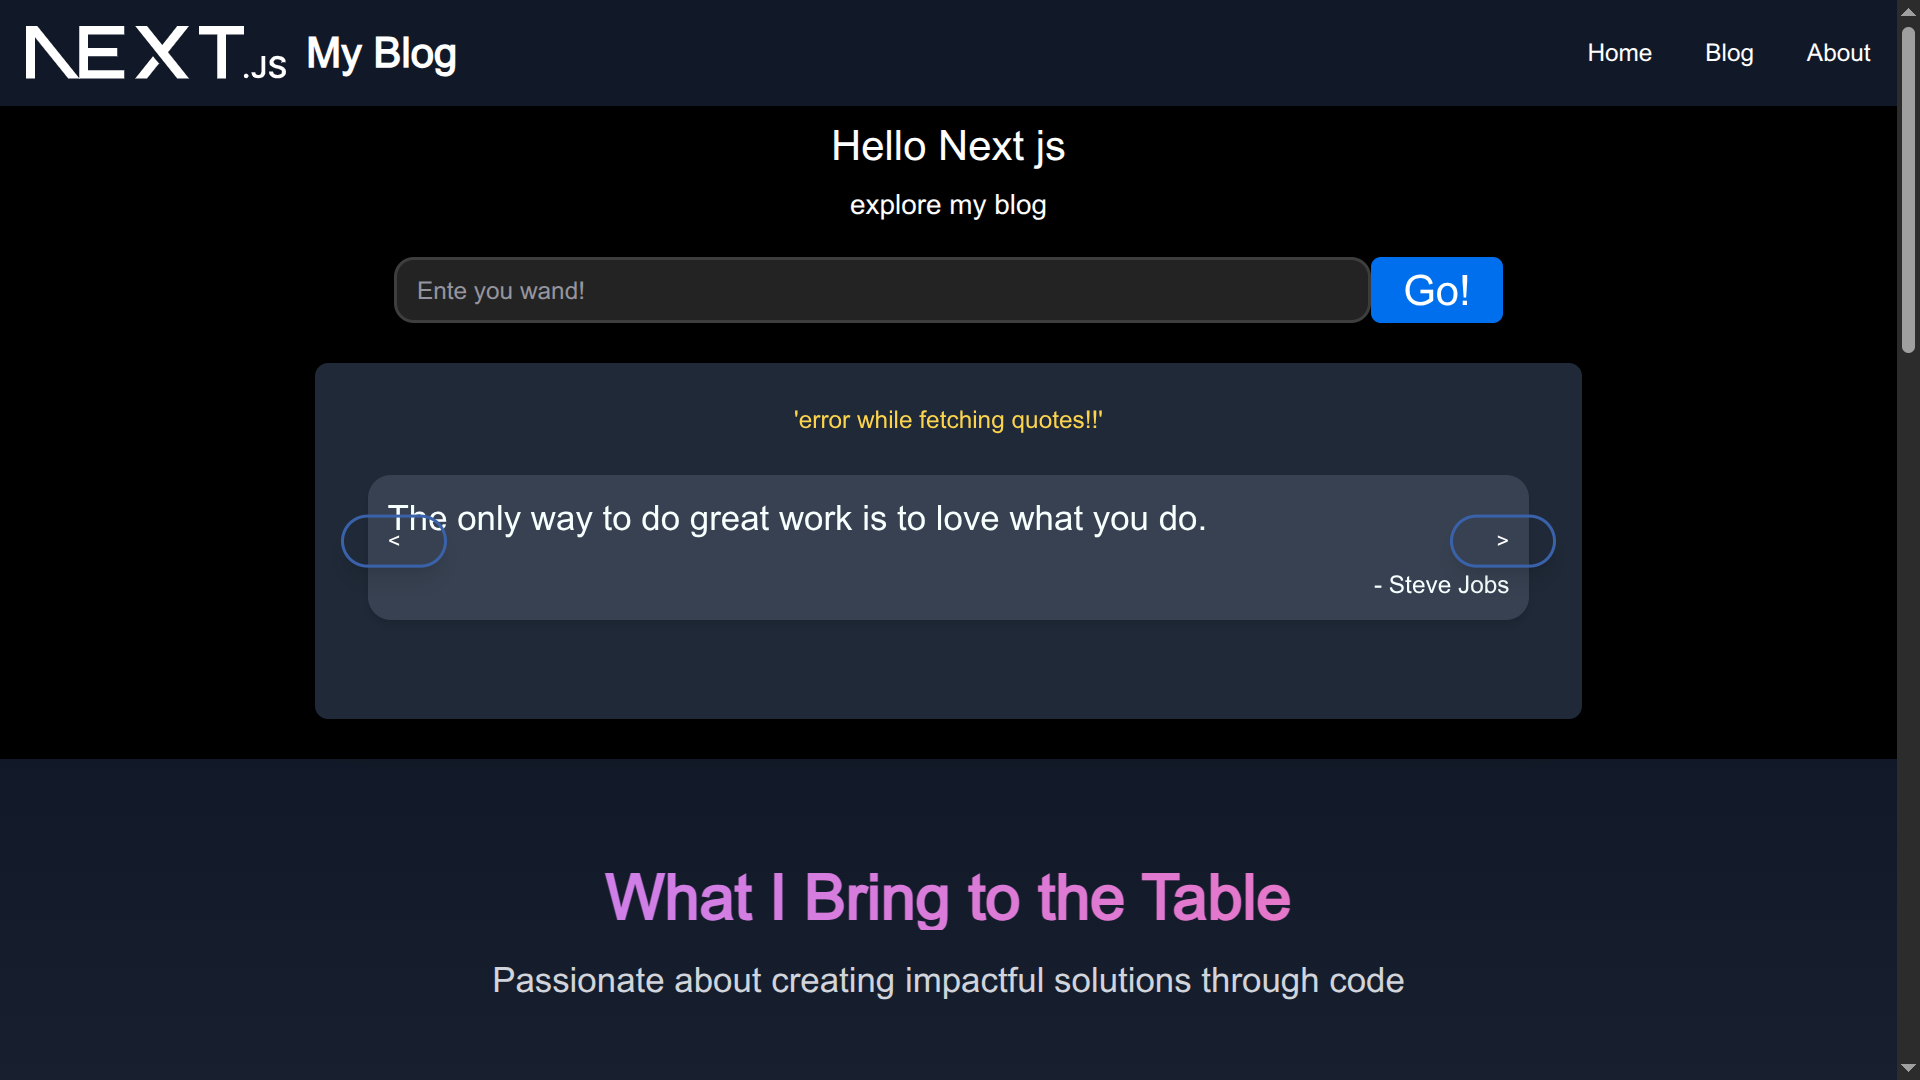 NEXT.JS My Blog Home Blog About
Hello Next js
explore my blog
Ente you wand! Go!
'error while fetching quotes!!'
The only way to do great work is to love what you do.
< >
- Steve Jobs
What I Bring to the Table
Passionate about creating impactful solutions through code